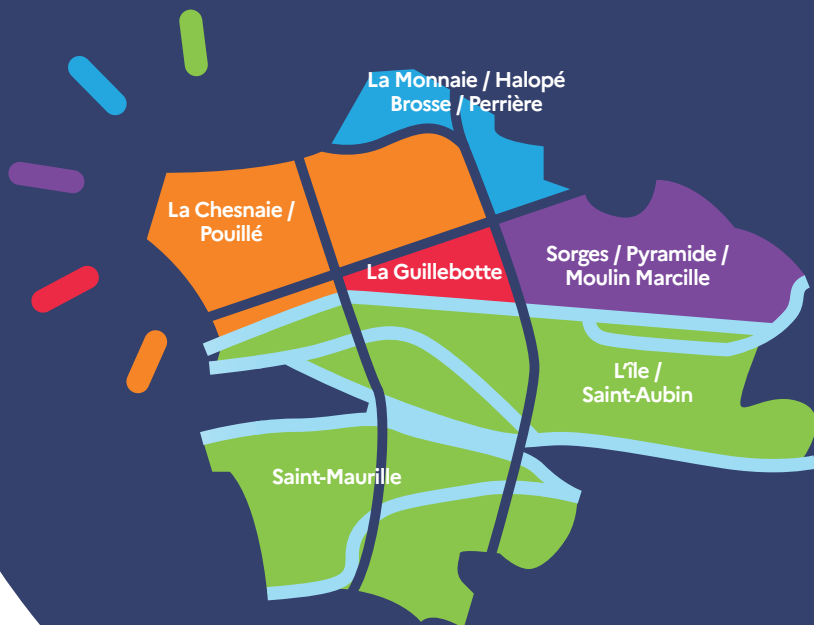 La Monnaie / Halopé
Brosse / Perrière
La Chesnaie /
Pouillé
La Guillebotte
Sorges / Pyramide /
Moulin Marcille
L'île /
Saint-Aubin
Saint-Maurille